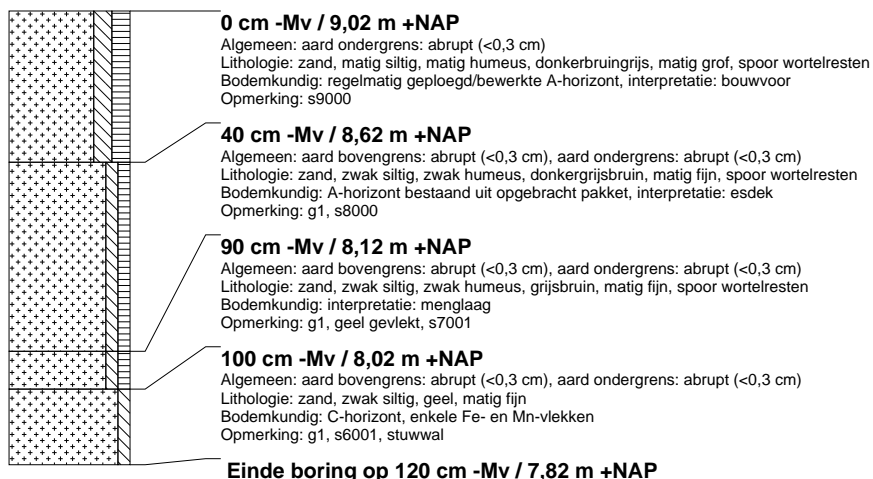 0 cm -Mv / 9,02 m +NAP
Algemeen: aard ondergrens: abrupt (<0,3 cm)
Lithologie: zand, matig siltig, matig humeus, donkerbruingrijs, matig grof, spoor wortelresten
Bodemkundig: regelmatig geploegd/bewerkte A-horizont, interpretatie: bouwvoor
Opmerking: s9000
40 cm -Mv / 8,62 m +NAP
Algemeen: aard bovengrens: abrupt (<0,3 cm), aard ondergrens: abrupt (<0,3 cm)
Lithologie: zand, zwak siltig, zwak humeus, donkergrijsbruin, matig fijn, spoor wortelresten
Bodemkundig: A-horizont bestaand uit opgebracht pakket, interpretatie: esdek
Opmerking: g1, s8000
90 cm -Mv / 8,12 m +NAP
Algemeen: aard bovengrens: abrupt (<0,3 cm), aard ondergrens: abrupt (<0,3 cm)
Lithologie: zand, zwak siltig, zwak humeus, grijsbruin, matig fijn, spoor wortelresten
Bodemkundig: interpretatie: menglaag
Opmerking: g1, geel gevlekt, s7001
100 cm -Mv / 8,02 m +NAP
Algemeen: aard bovengrens: abrupt (<0,3 cm), aard ondergrens: abrupt (<0,3 cm)
Lithologie: zand, zwak siltig, geel, matig fijn
Bodemkundig: C-horizont, enkele Fe- en Mn-vlekken
Opmerking: g1, s6001, stuwwal
Einde boring op 120 cm -Mv / 7,82 m +NAP